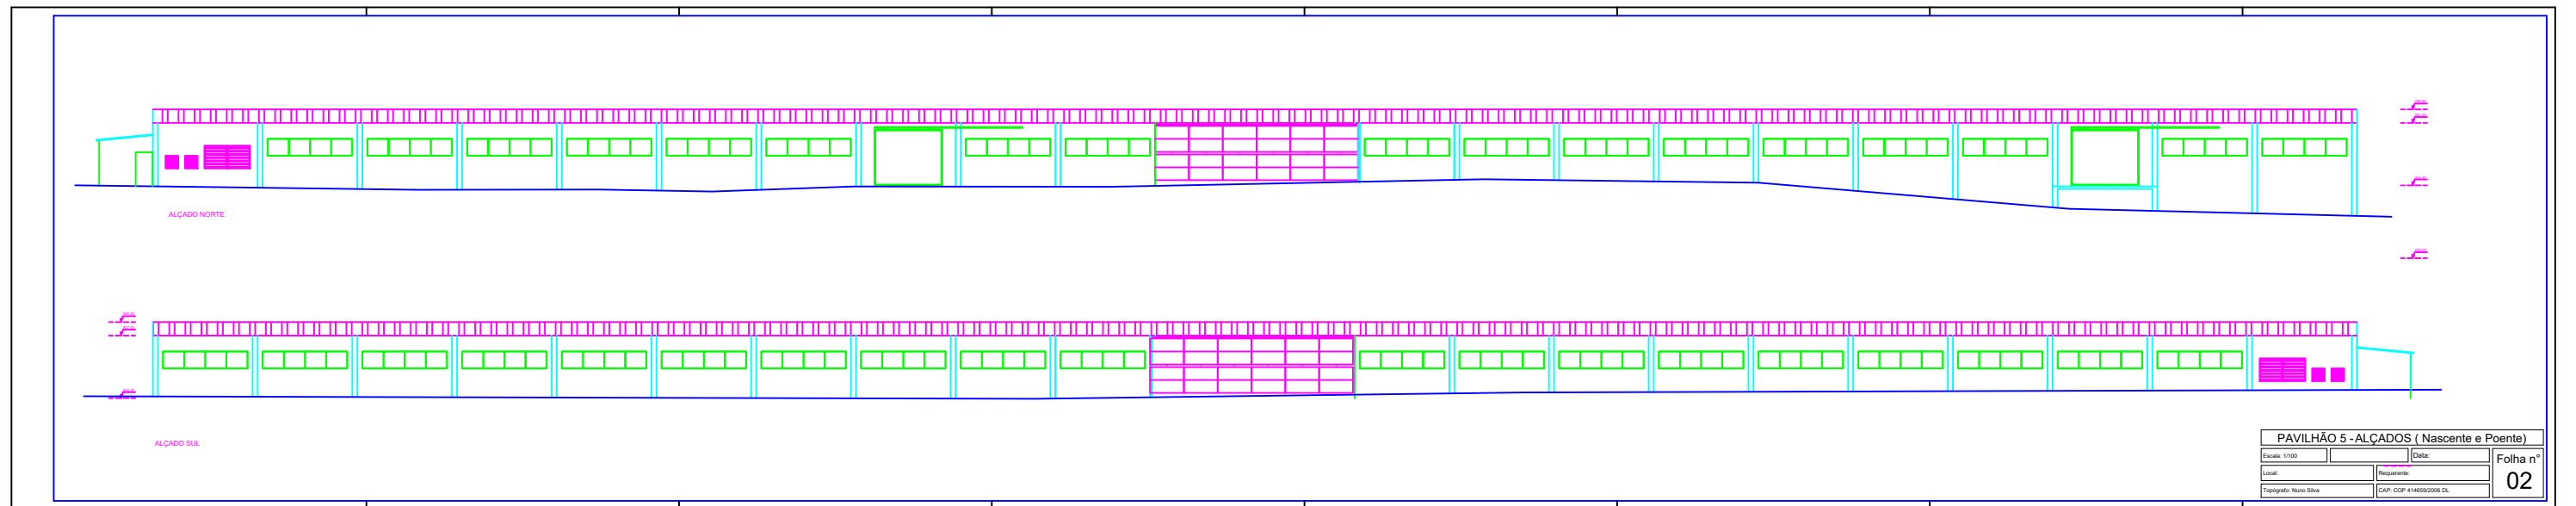 ALÇADO NORTE
ALÇADO SUL
PAVILHÃO 5 - ALÇADOS ( Nascente e Poente)
Escala: 1/100
Data:
Folha nº
02
Local:
Requerente:
Topógrafo: Nuno Silva
CAP: COP 414659/2006 DL